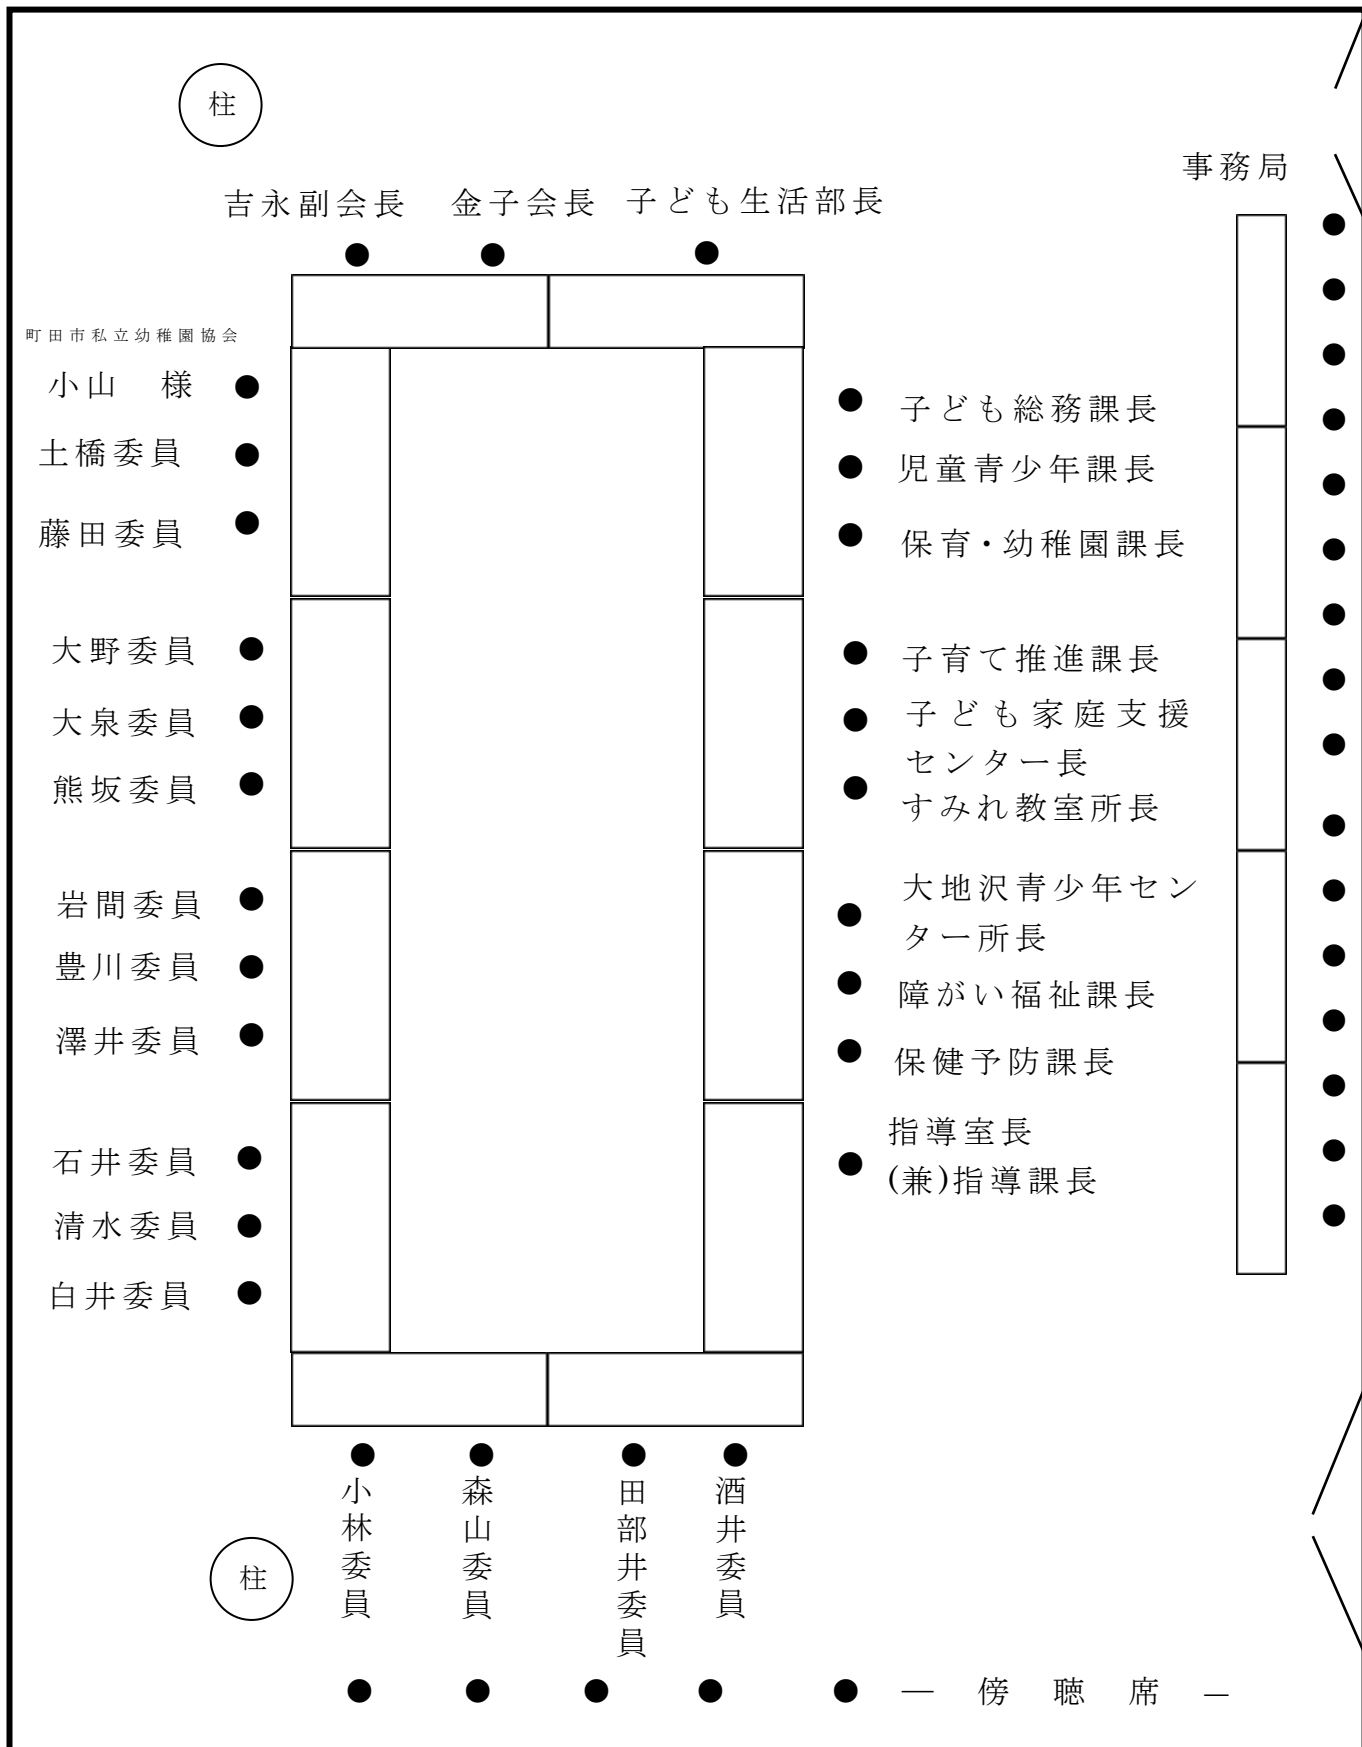 柱
事務局
吉永副会長 金子会長 子ども生活部長
町田市私立幼稚園協会
小山 様
土橋委員
藤田委員
大野委員
大泉委員
熊坂委員
岩間委員
豊川委員
澤井委員
石井委員
清水委員
白井委員
子ども総務課長
児童青少年課長
保育・幼稚園課長
子育て推進課長
子ども家庭支援
センター長
すみれ教室所長
大地沢青少年セン
ター所長
障がい福祉課長
保健予防課長
指導室長
(兼)指導課長
小林委員
森山委員
田部井委員
酒井委員
柱
― 傍聴席 ―